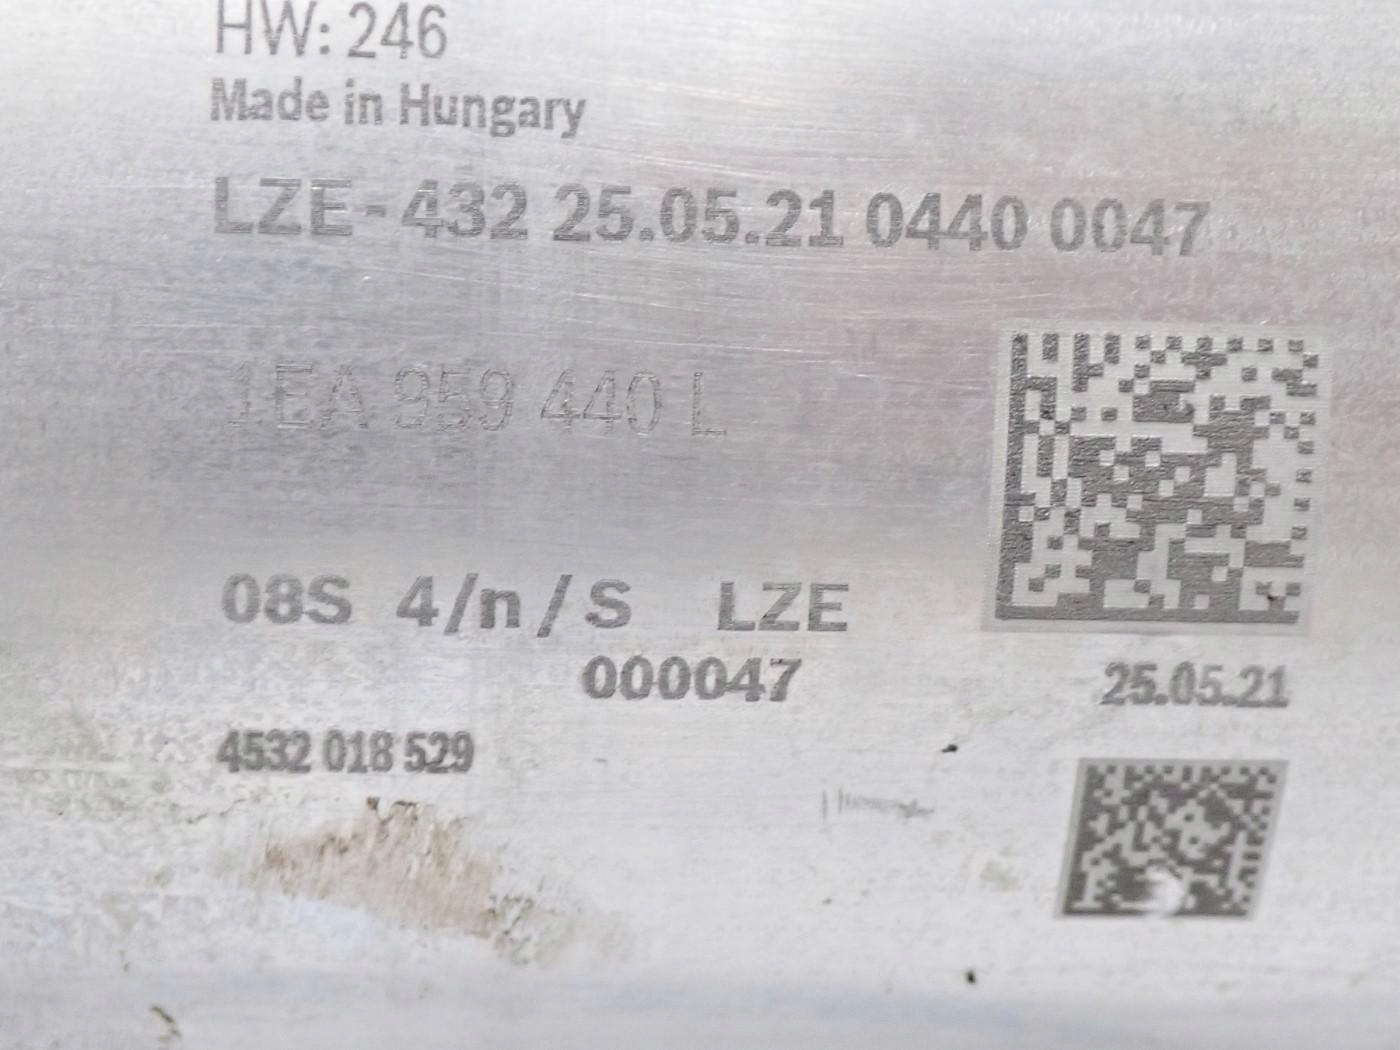 HW: 246
Made in Hungary
LZE-432 25.05.21 0440 0047
1EA 959 440 L
08S 4/n/S LZE
000047
25.05.21
4532 018 529